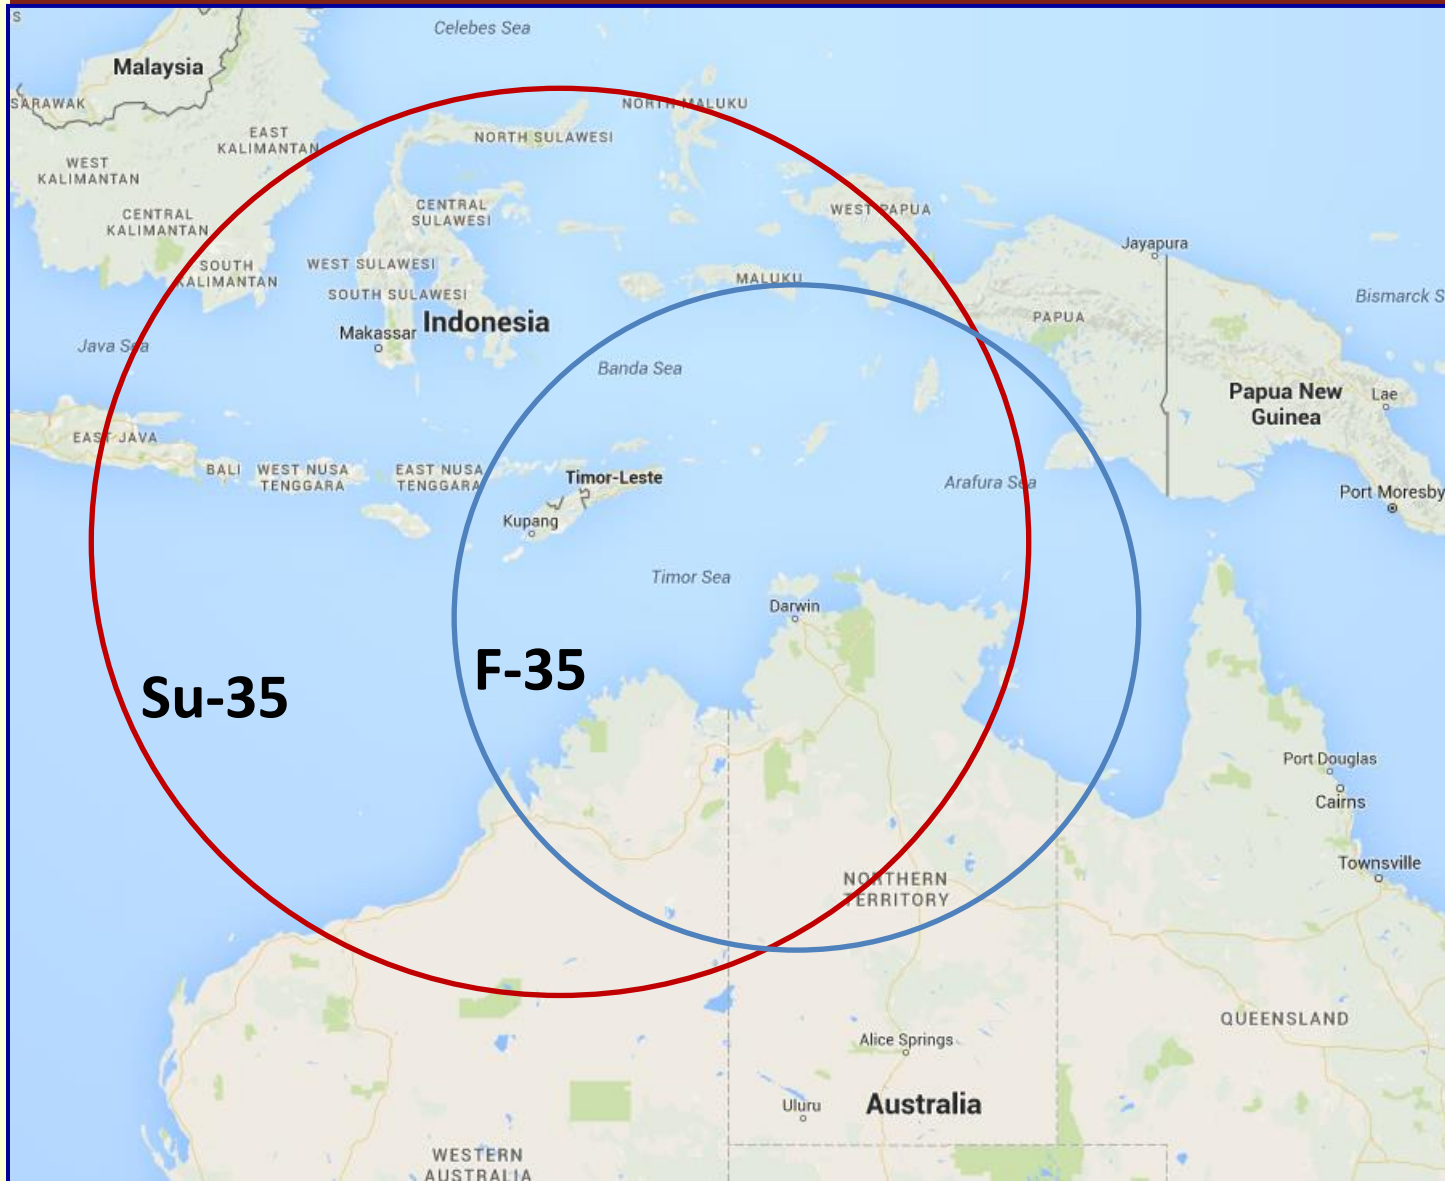 S
Celebes Sea
Malaysia
SARAWAK
NORTH MALUKU
EAST
KALIMANTAN
NORTH SULAWESI
WEST
KALIMANTAN
CENTRAL
SULAWESI
WEST PAPUA
CENTRAL
KALIMANTAN
Jayapura
SOUTH
KALIMANTAN
WEST SULAWESI
MALUKU
SOUTH SULAWESI
Bismarck S
PAPUA
Makassar
Indonesia
Java Sea
Banda Sea
Papua New
Guinea
Lae
EAST JAVA
BALI
WEST NUSA
TENGGARA
EAST NUSA
TENGGARA
Timor-Leste
Arafura Sea
Port Moresby
Kupang
Timor Sea
Darwin
F-35
Su-35
Port Douglas
Cairns
Townsville
NORTHERN
TERRITORY
QUEENSLAND
Alice Springs
Uluru
Australia
WESTERN
AUSTRALIA